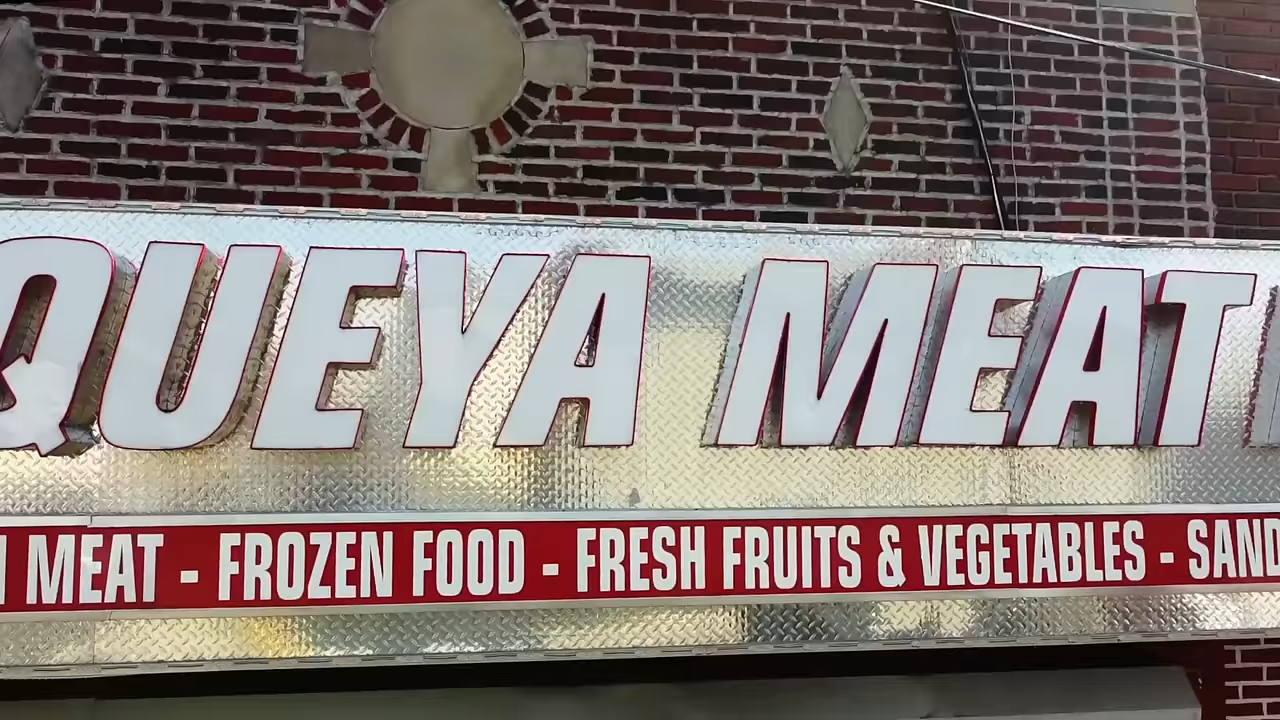 QUEYA MEAT
MEAT - FROZEN FOOD - FRESH FRUITS & VEGETABLES - SAND